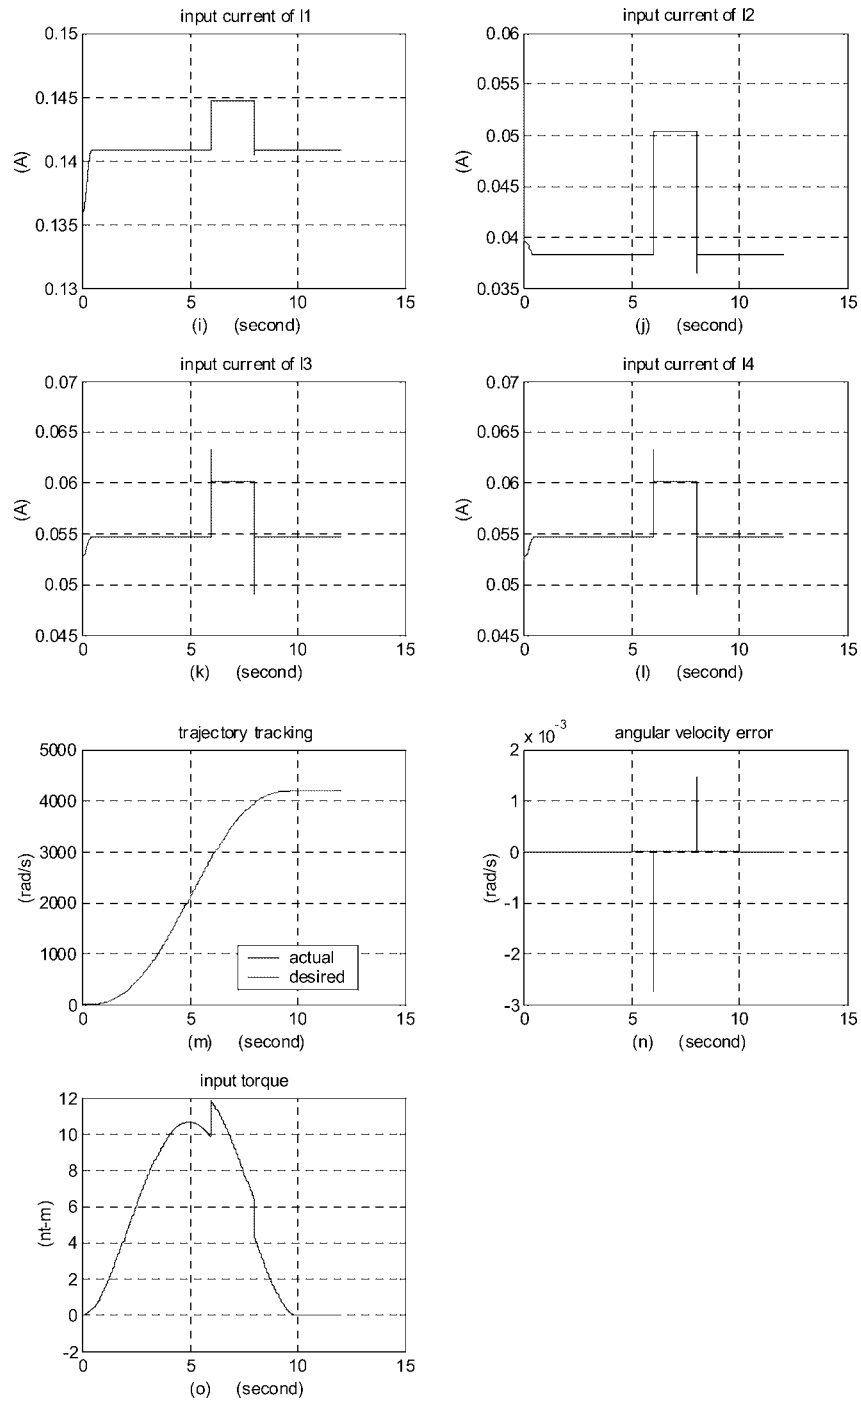 input current of I1
0.15
0.145
0.14
0.135
0.13
(A)
0 5 10 15
(i) (second)
input current of I2
0.06
0.055
0.05
0.045
0.04
0.035
(A)
0 5 10 15
(j) (second)
input current of I3
0.07
0.065
0.06
0.055
0.05
0.045
(A)
0 5 10 15
(k) (second)
input current of I4
0.07
0.065
0.06
0.055
0.05
0.045
(A)
0 5 10 15
(l) (second)
trajectory tracking
5000
4000
3000
2000
1000
0
(rad/s)
actual
desired
0 5 10 15
(m) (second)
angular velocity error
x 10-3
2
1
0
-1
-2
-3
(rad/s)
0 5 10 15
(n) (second)
input torque
12
10
8
6
4
2
0
-2
(nt-m)
0 5 10 15
(o) (second)